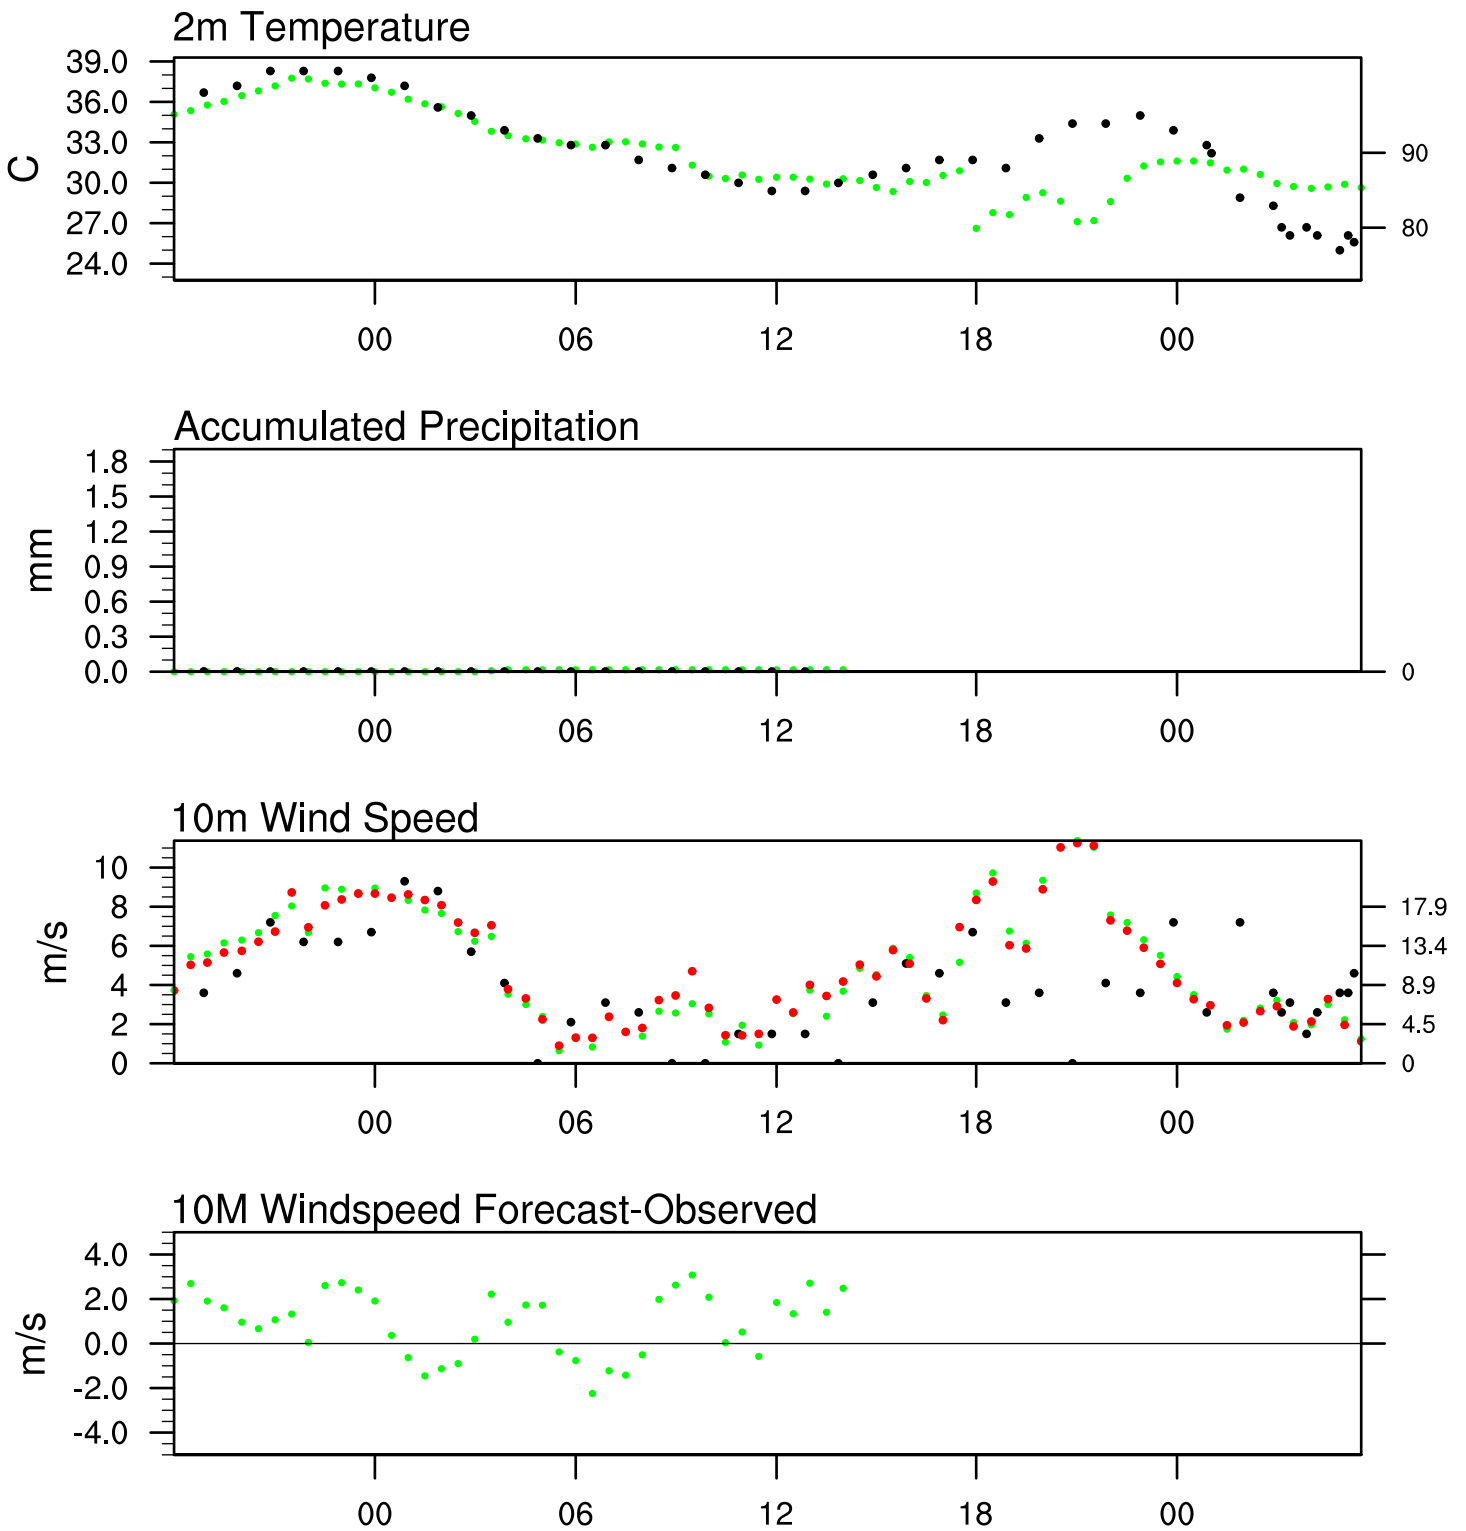 2m Temperature
39.0
36.0
33.0
30.0
27.0
24.0
C
90
80
00 06 12 18 00
Accumulated Precipitation
1.8
1.5
1.2
0.9
0.6
0.3
0.0
mm
0
00 06 12 18 00
10m Wind Speed
10
8
6
4
2
0
m/s
17.9
13.4
8.9
4.5
0
00 06 12 18 00
10M Windspeed Forecast-Observed
4.0
2.0
0.0
-2.0
-4.0
m/s
00 06 12 18 00